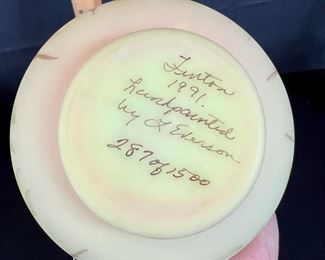 Fenton
1991.
handpainted
by L Everson
287 of 1500